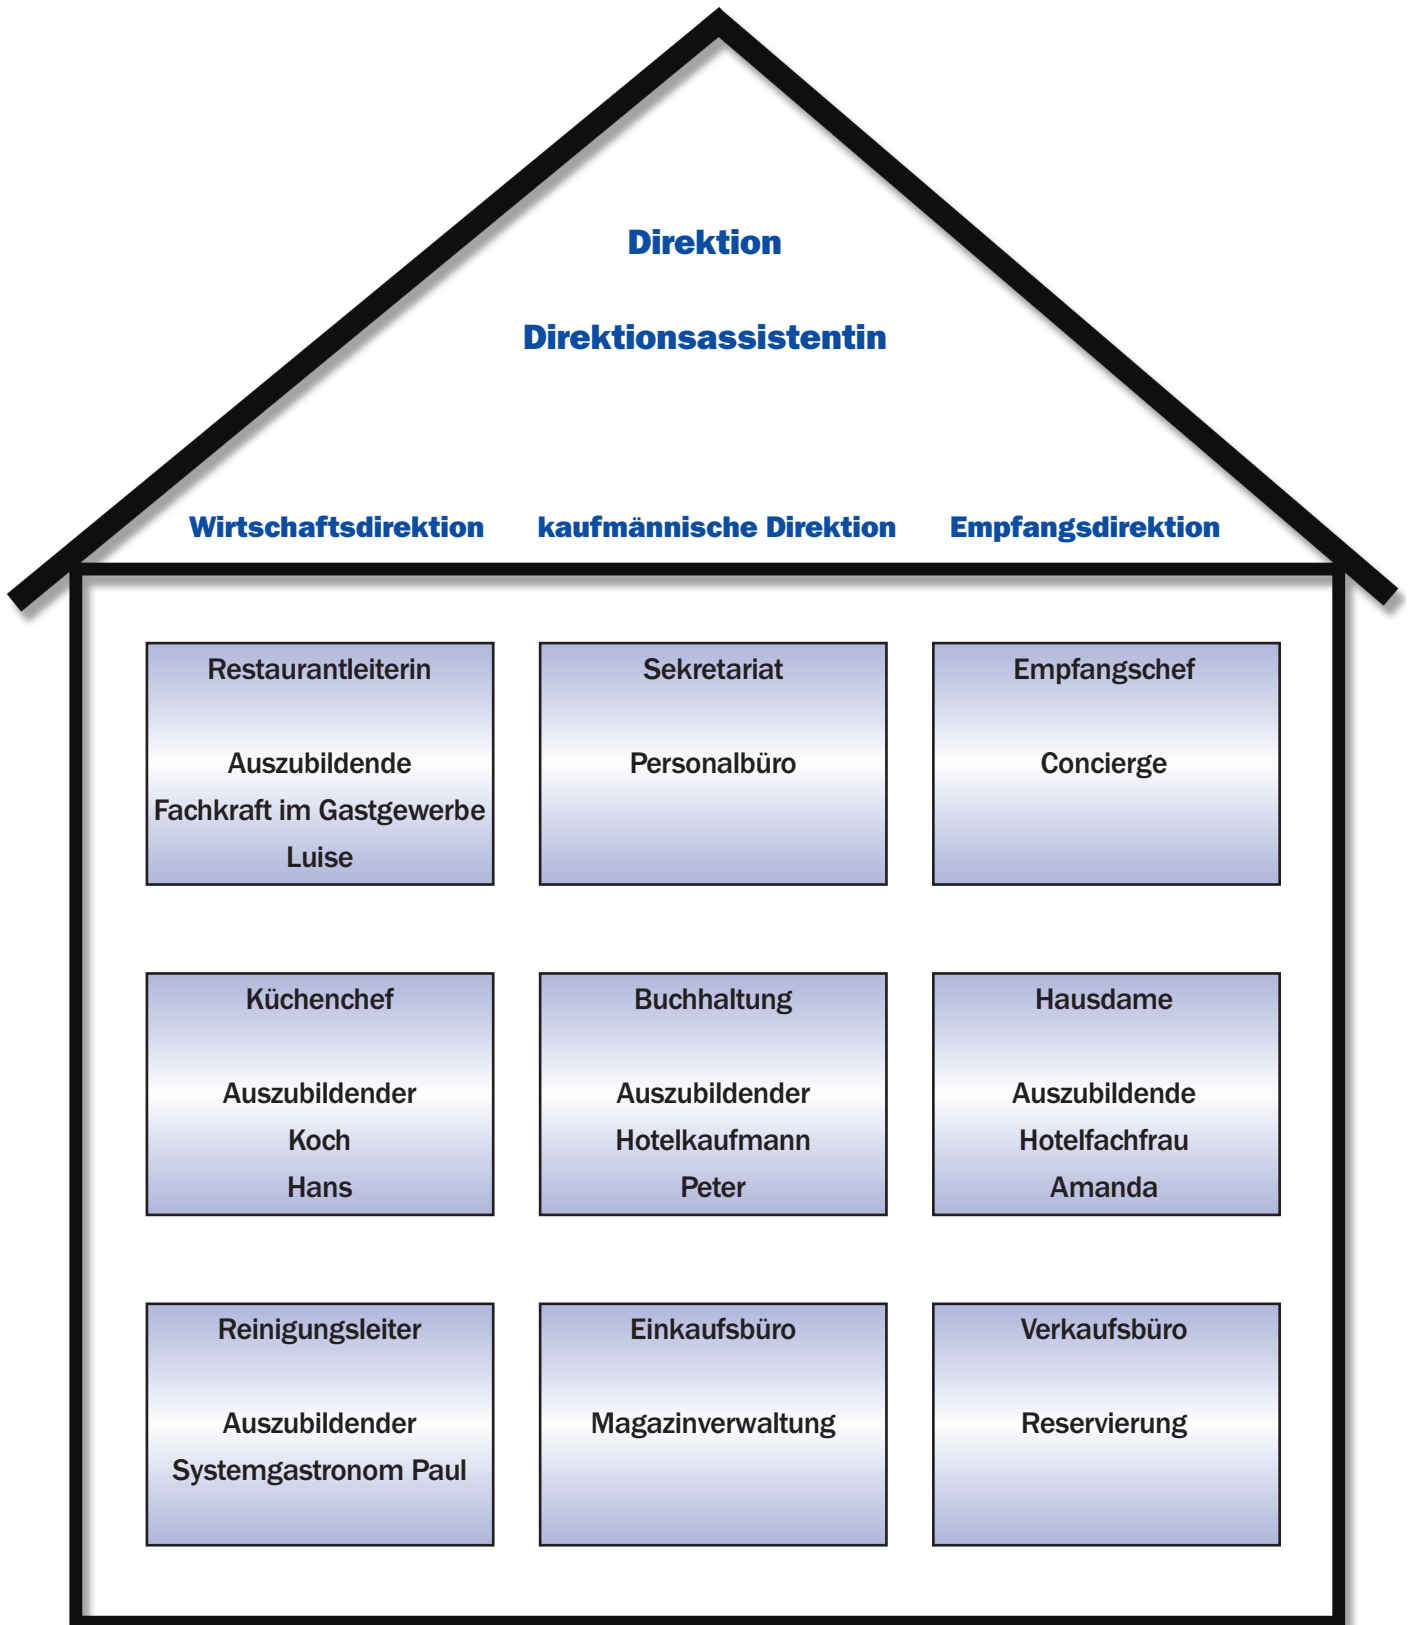 Direktion
Direktionsassistentin
Wirtschaftsdirektion
kaufmännische Direktion
Empfangsdirektion
Restaurantleiterin
Auszubildende
Fachkraft im Gastgewerbe
Luise
Sekretariat
Personalbüro
Empfangschef
Concierge
Küchenchef
Auszubildender
Koch
Hans
Buchhaltung
Auszubildender
Hotelkaufmann
Peter
Hausdame
Auszubildende
Hotelfachfrau
Amanda
Reinigungsleiter
Auszubildender
Systemgastronom Paul
Einkaufsbüro
Magazinverwaltung
Verkaufsbüro
Reservierung